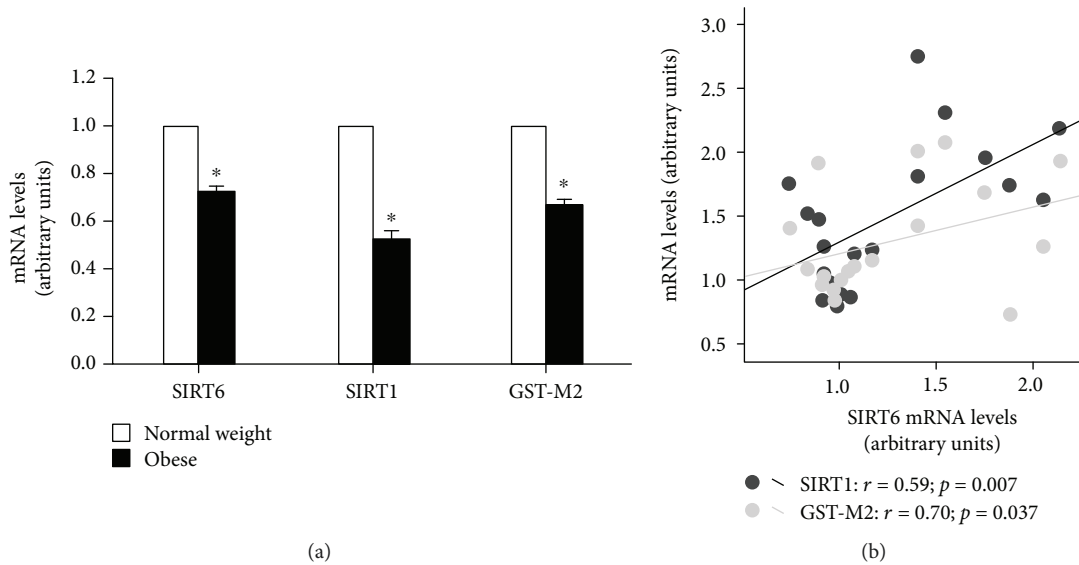 mRNA levels
(arbitrary units)
1.2
1.0
0.8
0.6
0.4
0.2
0.0
*
*
*
SIRT6
SIRT1
GST-M2
Normal weight
Obese
(a)
mRNA levels (arbitrary units)
3.0
2.5
2.0
1.5
1.0
0.5
1.0
1.5
2.0
SIRT6 mRNA levels
(arbitrary units)
SIRT1: r = 0.59; p = 0.007
GST-M2: r = 0.70; p = 0.037
(b)